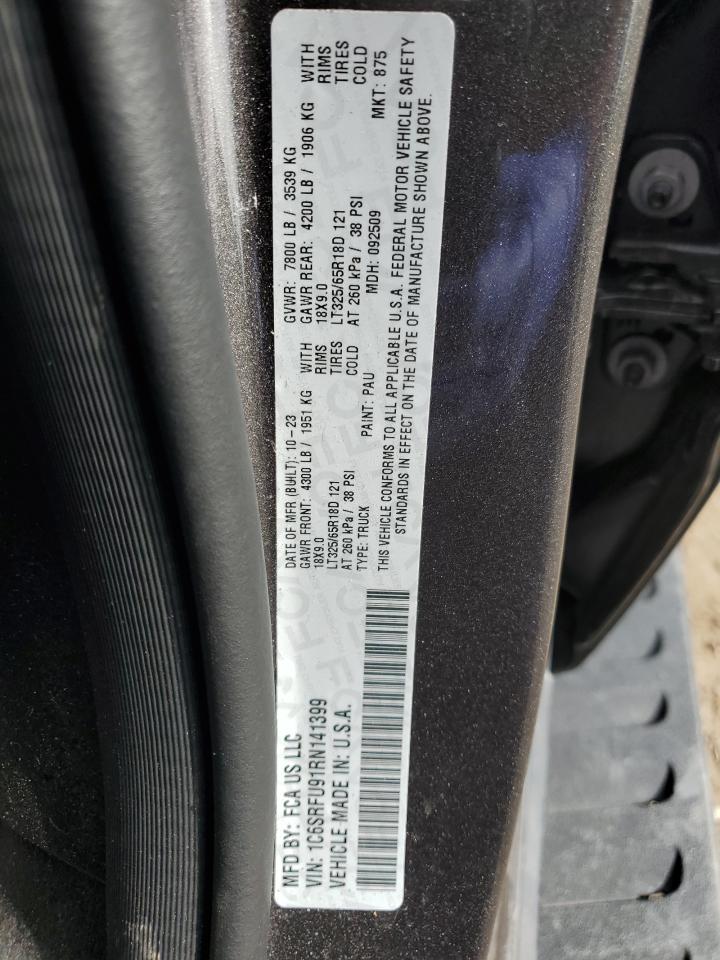 MFD BY: FCA US LLC
DATE OF MFR (BUILT): 10-23
GVWR: 7800 LB / 3539 KG
VIN: 1C6SRFU91RN141399
GAWR FRONT: 4300 LB / 1951 KG WITH
GAWR REAR: 4200 LB / 1906 KG WITH
18X9.0 RIMS
18X9.0 RIMS
VEHICLE MADE IN: U.S.A.
LT325/65R18D 121 TIRES
LT325/65R18D 121 TIRES
AT 260 kPa / 38 PSI COLD
AT 260 kPa / 38 PSI COLD
TYPE: TRUCK
PAINT: PAU
MDH: 092509
MKT: 875
THIS VEHICLE CONFORMS TO ALL APPLICABLE U.S.A. FEDERAL MOTOR VEHICLE SAFETY
STANDARDS IN EFFECT ON THE DATE OF MANUFACTURE SHOWN ABOVE.